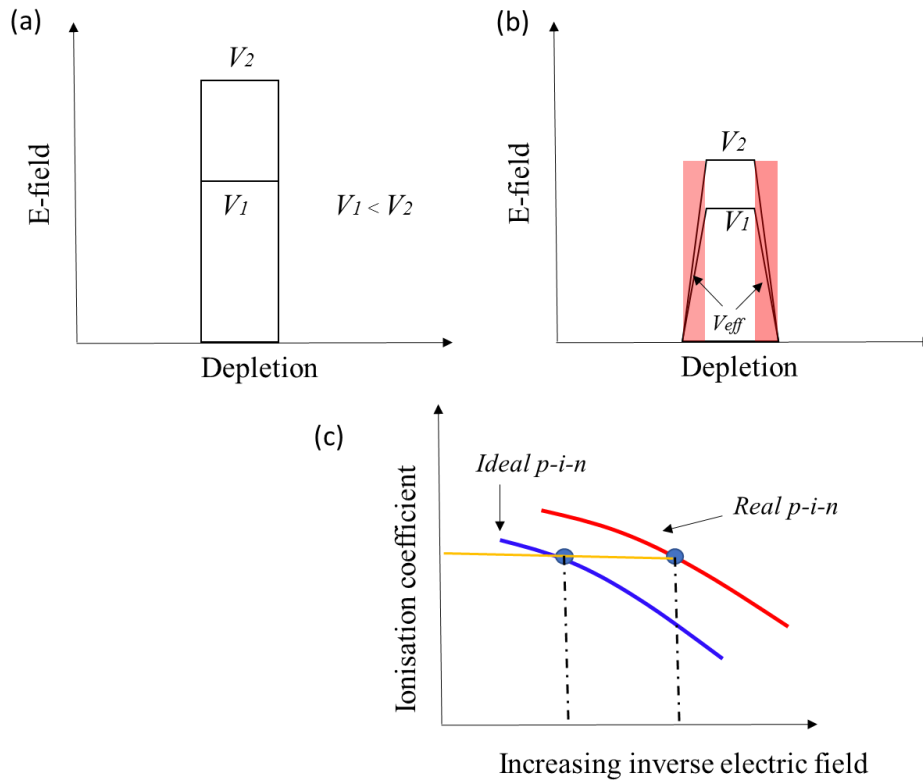 (a)
V2
V1
V1 < V2
E-field
Depletion
(b)
V2
V1
Veff
E-field
Depletion
(c)
Ideal p-i-n
Real p-i-n
Ionisation coefficient
Increasing inverse electric field